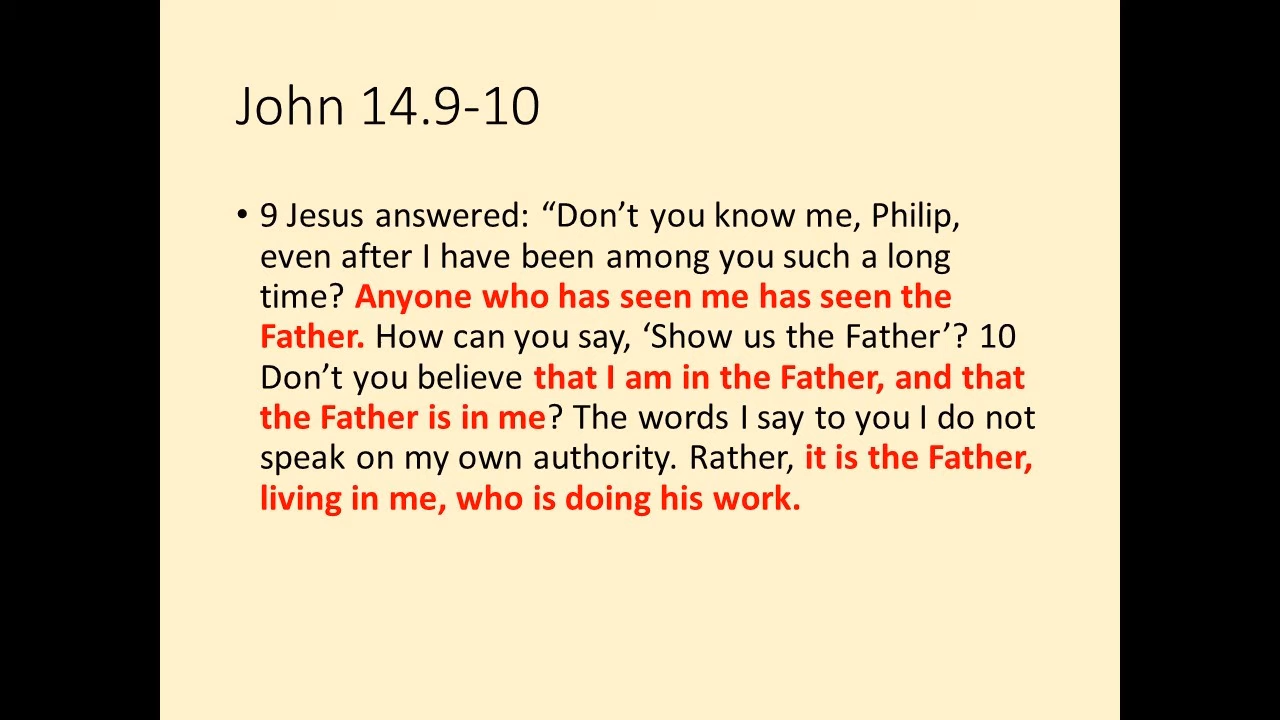 John 14.9-10
• 9 Jesus answered: “Don’t you know me, Philip,
even after I have been among you such a long
time? Anyone who has seen me has seen the
Father. How can you say, ‘Show us the Father’? 10
Don’t you believe that I am in the Father, and that
the Father is in me? The words I say to you I do not
speak on my own authority. Rather, it is the Father,
living in me, who is doing his work.